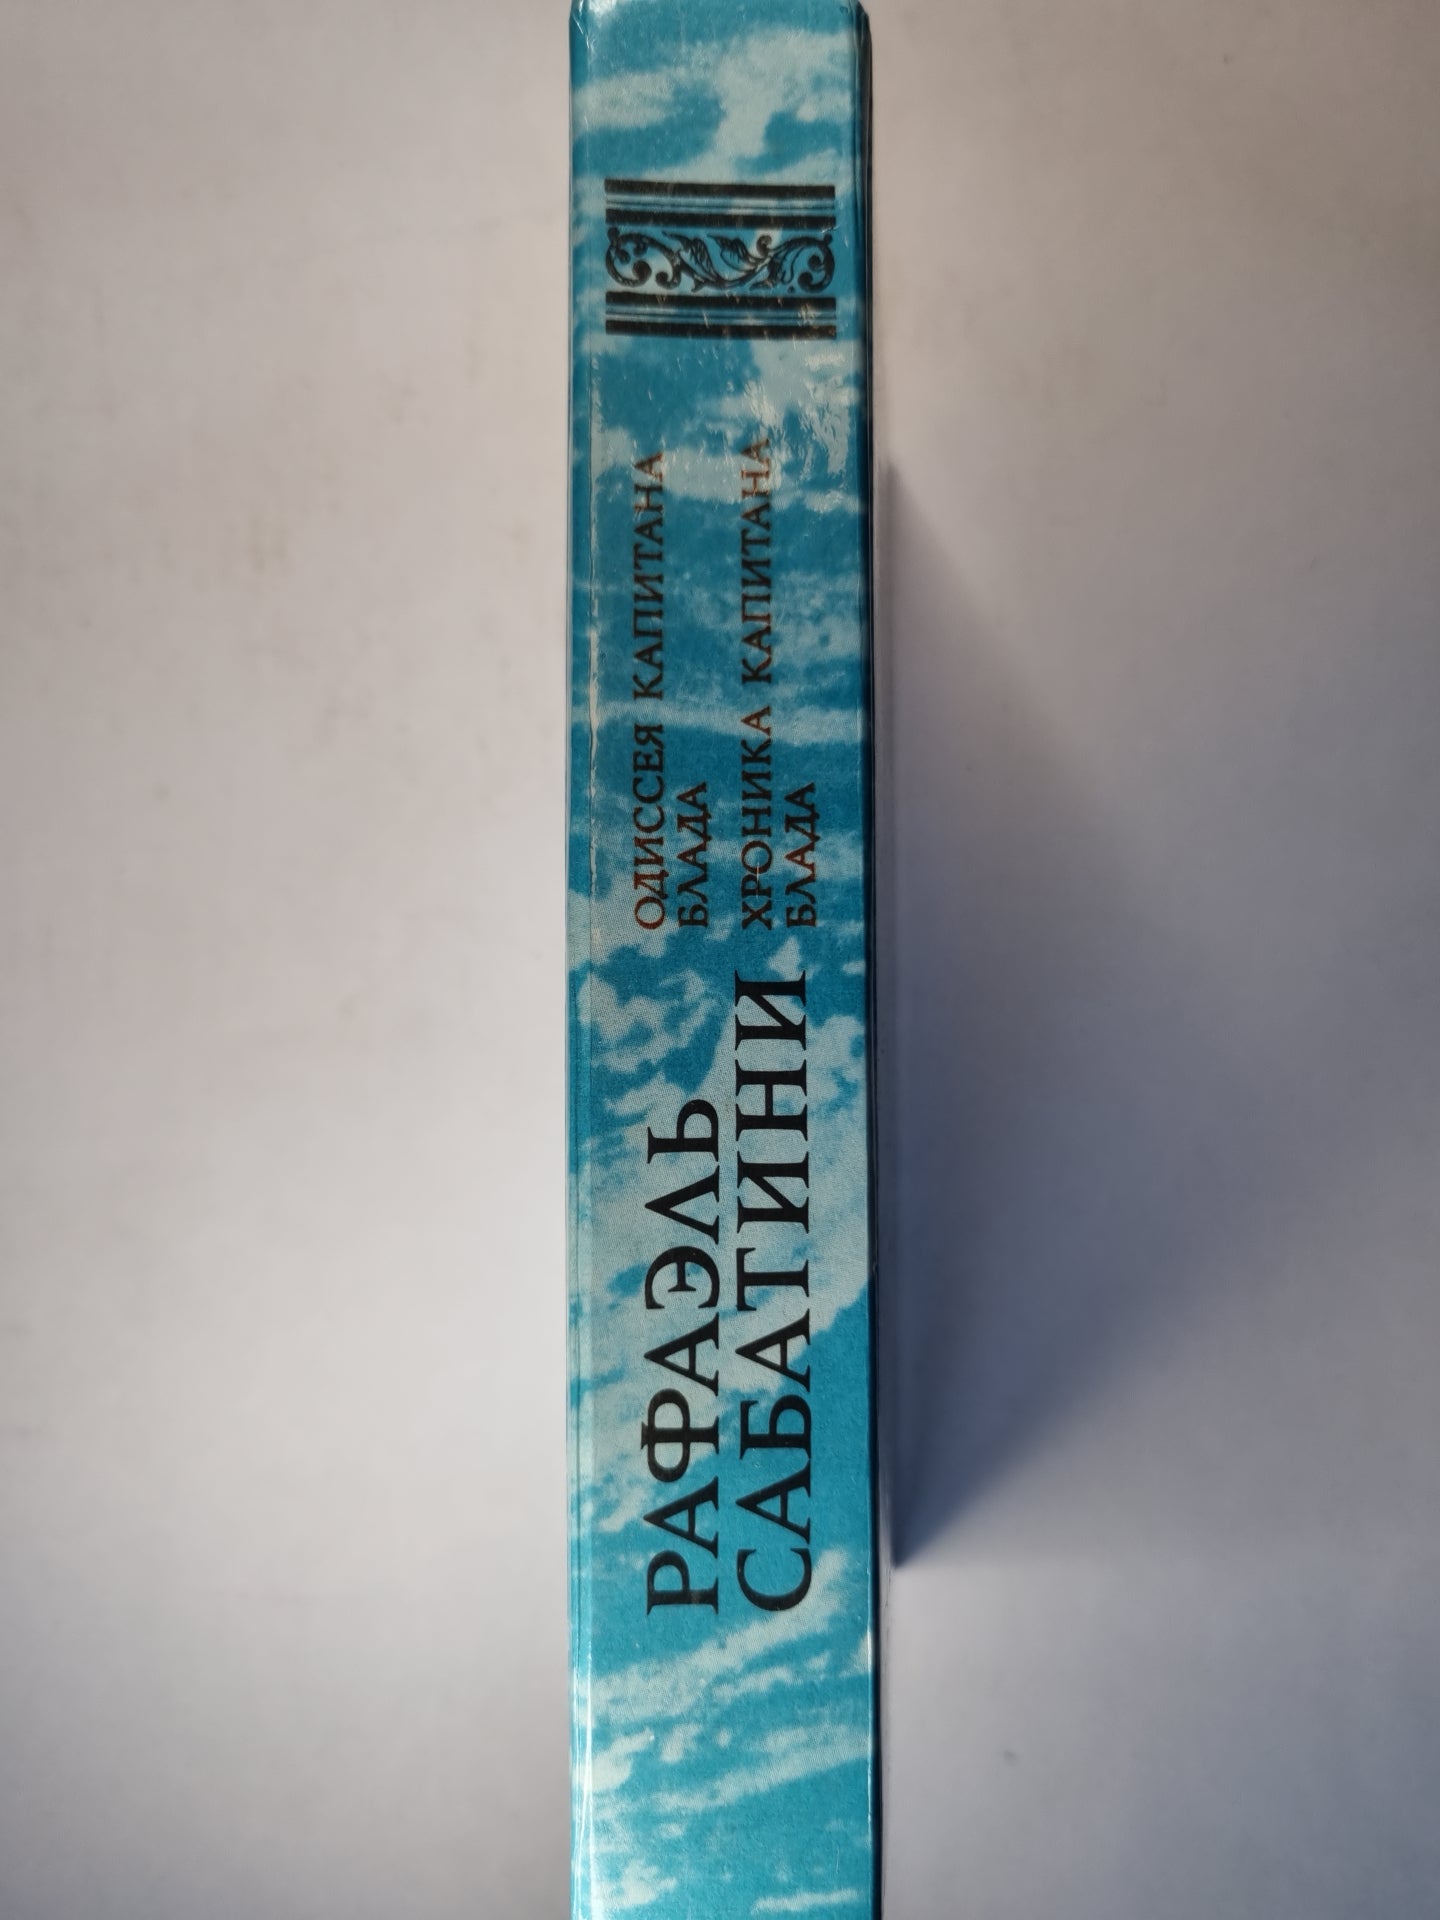 РАФАЭЛЬ
САБАТИНИ
ОДИССЕЯ КАПИТАНА
БЛАДА
ХРОНИКА КАПИТАНА
БЛАДА